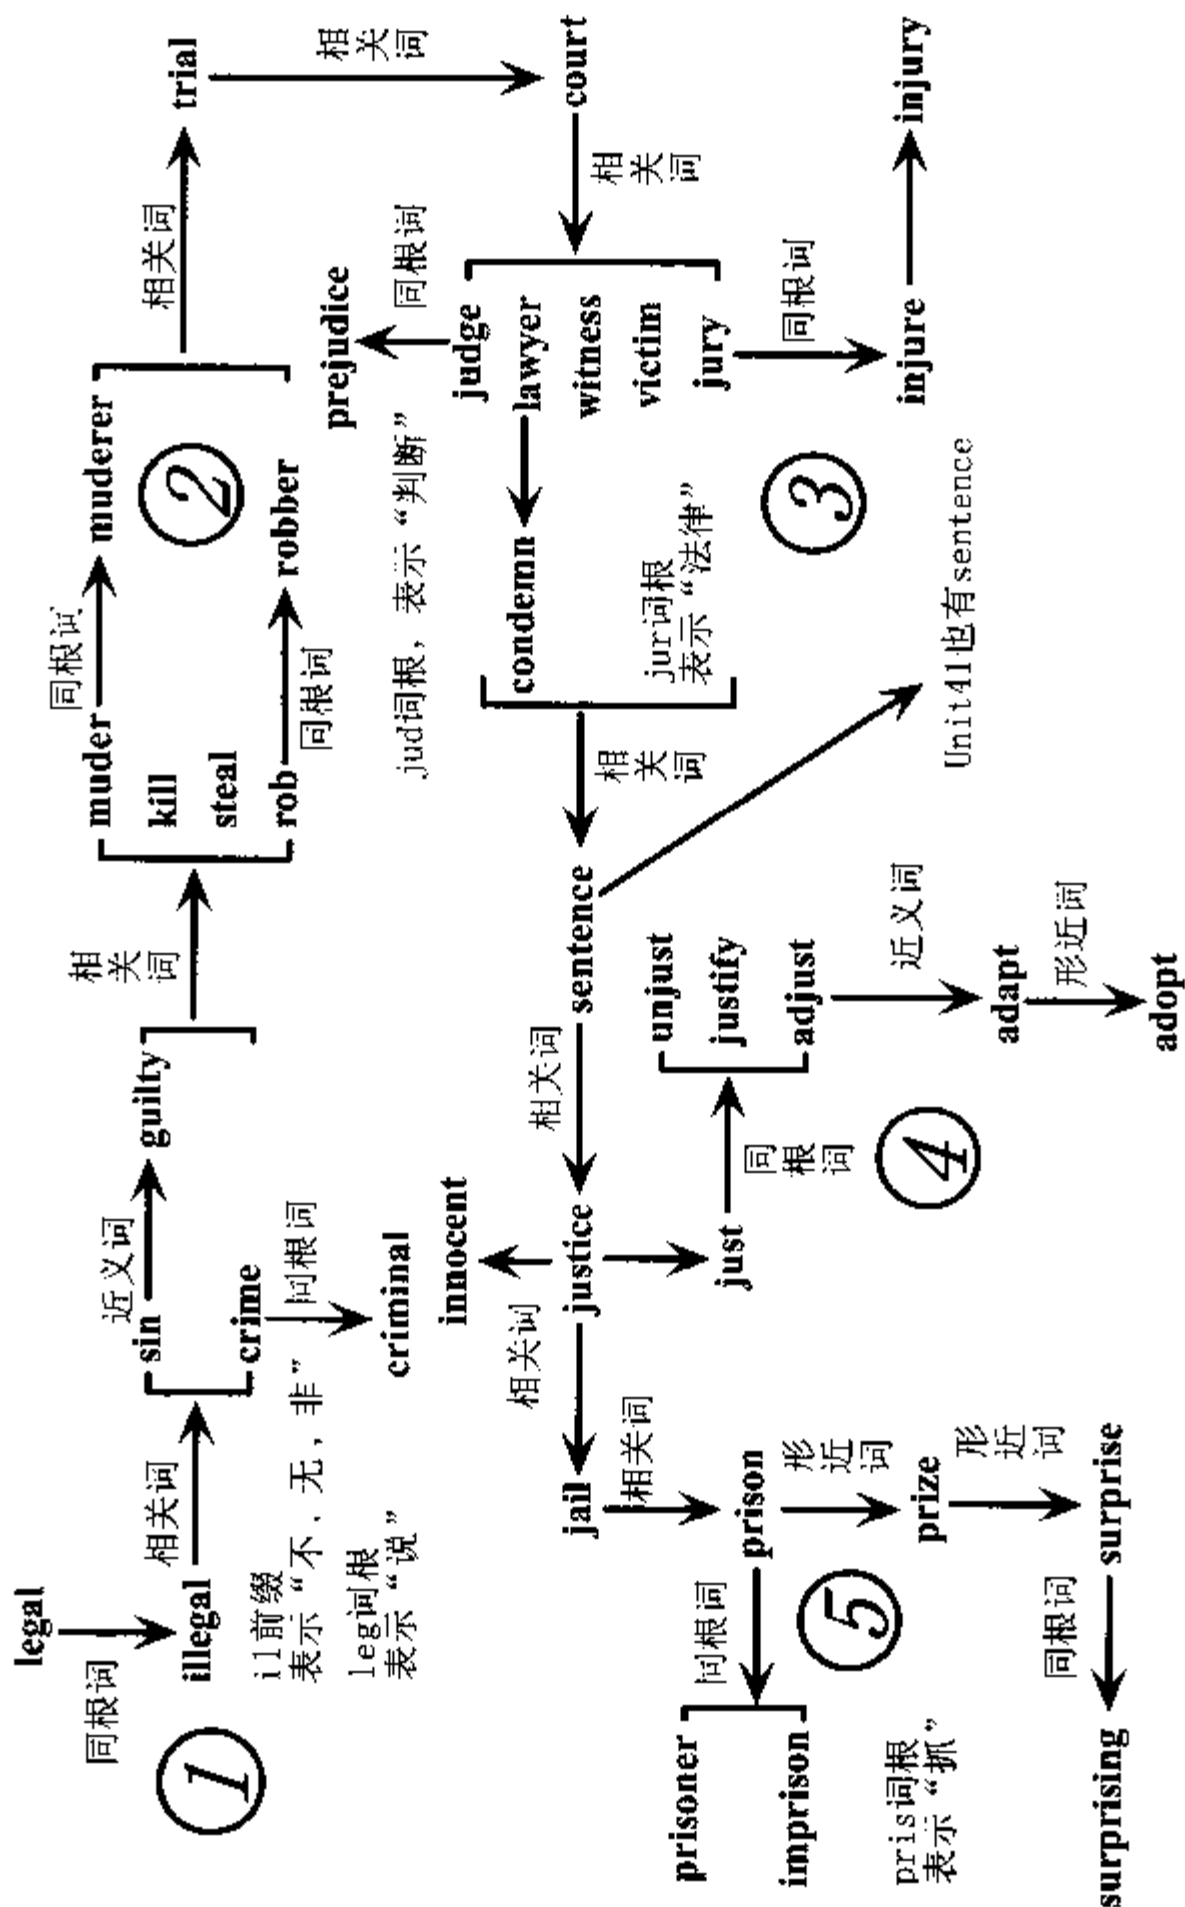 legal
同根词
illegal
相关词
il前缀
表示“不，无，非”
leg词根
表示“说”
1
sin
近义词
guilty
crime
同根词
criminal
相关词
muder
同根词
muderer
kill
steal
rob
同根词
robber
2
相关词
trial
相关词
court
相关词
judge
同根词
prejudice
lawyer
witness
victim
jury
同根词
injure
injury
jud词根，表示“判断”
condemn
jur词根
表示“法律”
3
相关词
sentence
Unit41也有sentence
相关词
justice
innocent
just
同根词
unjust
justify
adjust
近义词
adapt
形近词
adopt
4
相关词
jail
相关词
prison
同根词
prisoner
imprison
pris词根
表示“抓”
5
形近词
prize
形近词
surprise
同根词
surprising